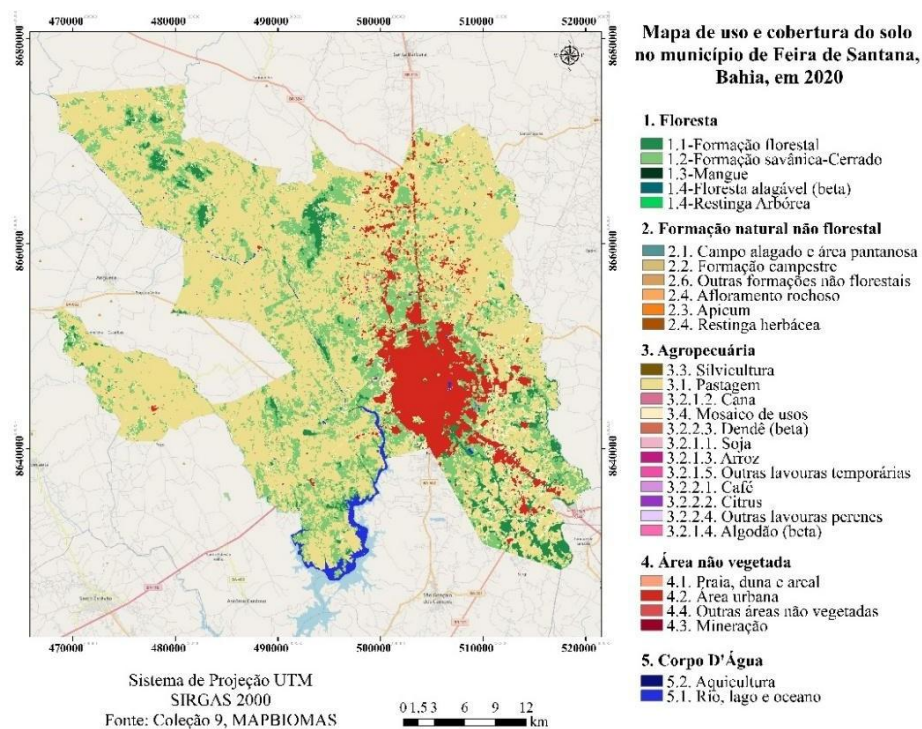 470000 480000 490000 500000 510000 520000
8680000
8680000
8660000
8660000
8640000
8640000
470000 480000 490000 500000 510000 520000
Mapa de uso e cobertura do solo
no município de Feira de Santana,
Bahia, em 2020
1. Floresta
1.1-Formação florestal
1.2-Formação savânica-Cerrado
1.3-Mangue
1.4-Floresta alagável (beta)
1.4-Restinga Arbórea
2. Formação natural não florestal
2.1. Campo alagado e área pantanosa
2.2. Formação campestre
2.6. Outras formações não florestais
2.4. Afloramento rochoso
2.3. Apicum
2.4. Restinga herbácea
3. Agropecuária
3.3. Silvicultura
3.1. Pastagem
3.2.1.2. Cana
3.4. Mosaico de usos
3.2.2.3. Dendê (beta)
3.2.1.1. Soja
3.2.1.3. Arroz
3.2.1.5. Outras lavouras temporárias
3.2.2.1. Café
3.2.2.2. Citrus
3.2.2.4. Outras lavouras perenes
3.2.1.4. Algodão (beta)
4. Área não vegetada
4.1. Praia, duna e areal
4.2. Área urbana
4.4. Outras áreas não vegetadas
4.3. Mineração
5. Corpo D'Água
5.2. Aquicultura
5.1. Rio, lago e oceano
Sistema de Projeção UTM
SIRGAS 2000
Fonte: Coleção 9, MAPBIOMAS
0 1,5 3 6 9 12
km